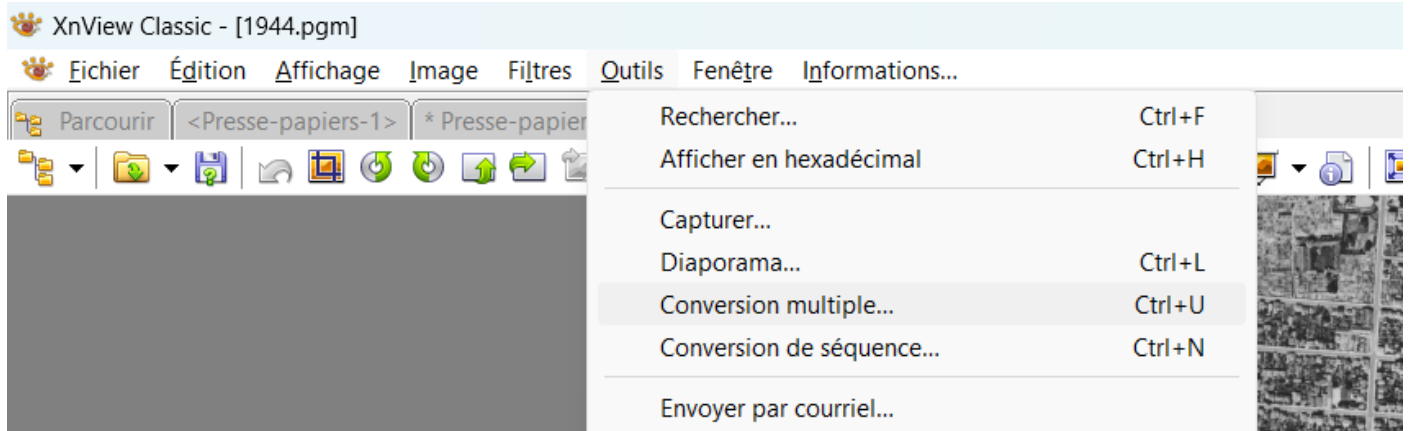 XnView Classic - [1944.pgm]
Fichier Édition Affichage Image Filtres Outils Fenêtre Informations...
Parcourir <Presse-papiers-1> * Presse-papier
Rechercher... Ctrl+F
Afficher en hexadécimal Ctrl+H
Capturer...
Diaporama... Ctrl+L
Conversion multiple... Ctrl+U
Conversion de séquence... Ctrl+N
Envoyer par courriel...